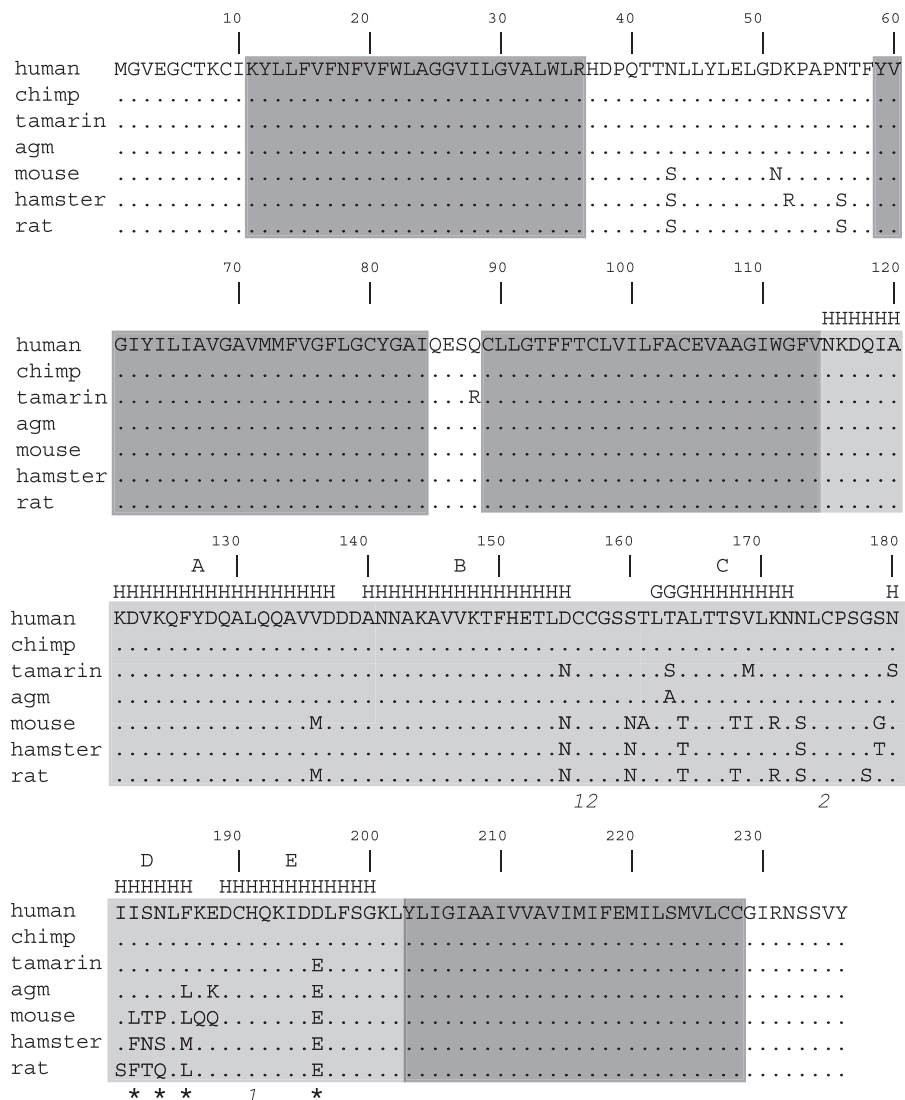 10 20 30 40 50 60
human MGVEGCTKCIKYLLFVFNFVFWLAGGVILGVALWLRHDPQTTNLLYLELGDKPAPNTFYV
chimp ............................................................
tamarin ............................................................
agm ............................................................
mouse ..........................................S.......N.........
hamster ..........................................S........R...S....
rat ..........................................S............S....
70 80 90 100 110 120
HHHHHH
human GIYILIAVGAVMMFVGFLGCYGAIQESQCLLGTFFTCLVILFACEVAAGIWGFVNKDQIA
chimp ............................................................
tamarin ...........................R................................
agm ............................................................
mouse ............................................................
hamster ............................................................
rat ............................................................
130 140 150 160 170 180
A B C
HHHHHHHHHHHHHHHHH HHHHHHHHHHHHHHHH GGGHHHHHHHH H
human KDVKQFYDQALQQAVVDDDANNAKAVVKTFHETLDCCGSSTLTALTTSVLKNNLCPSGSN
chimp ............................................................
tamarin ..................................N.......S.....M..........S
agm ..........................................A.................
mouse ...............M..................N....NA..T...TI.R.S.....G.
hamster ..................................N....N...T........S.....T.
rat ...............M..................N....N...T...T..R.S....S..
12 2
190 200 210 220 230
D E
HHHHHH HHHHHHHHHHHH
human IISNLFKEDCHQKIDDLFSGKLYLIGIAAIVVAVIMIFEMILSMVLCCGIRNSSVY
chimp ........................................................
tamarin ...............E........................................
agm .....L.K.......E........................................
mouse .LTP.LQQ.......E........................................
hamster .FNS.M.........E........................................
rat SFTQ.L.........E........................................
* * * 1 *